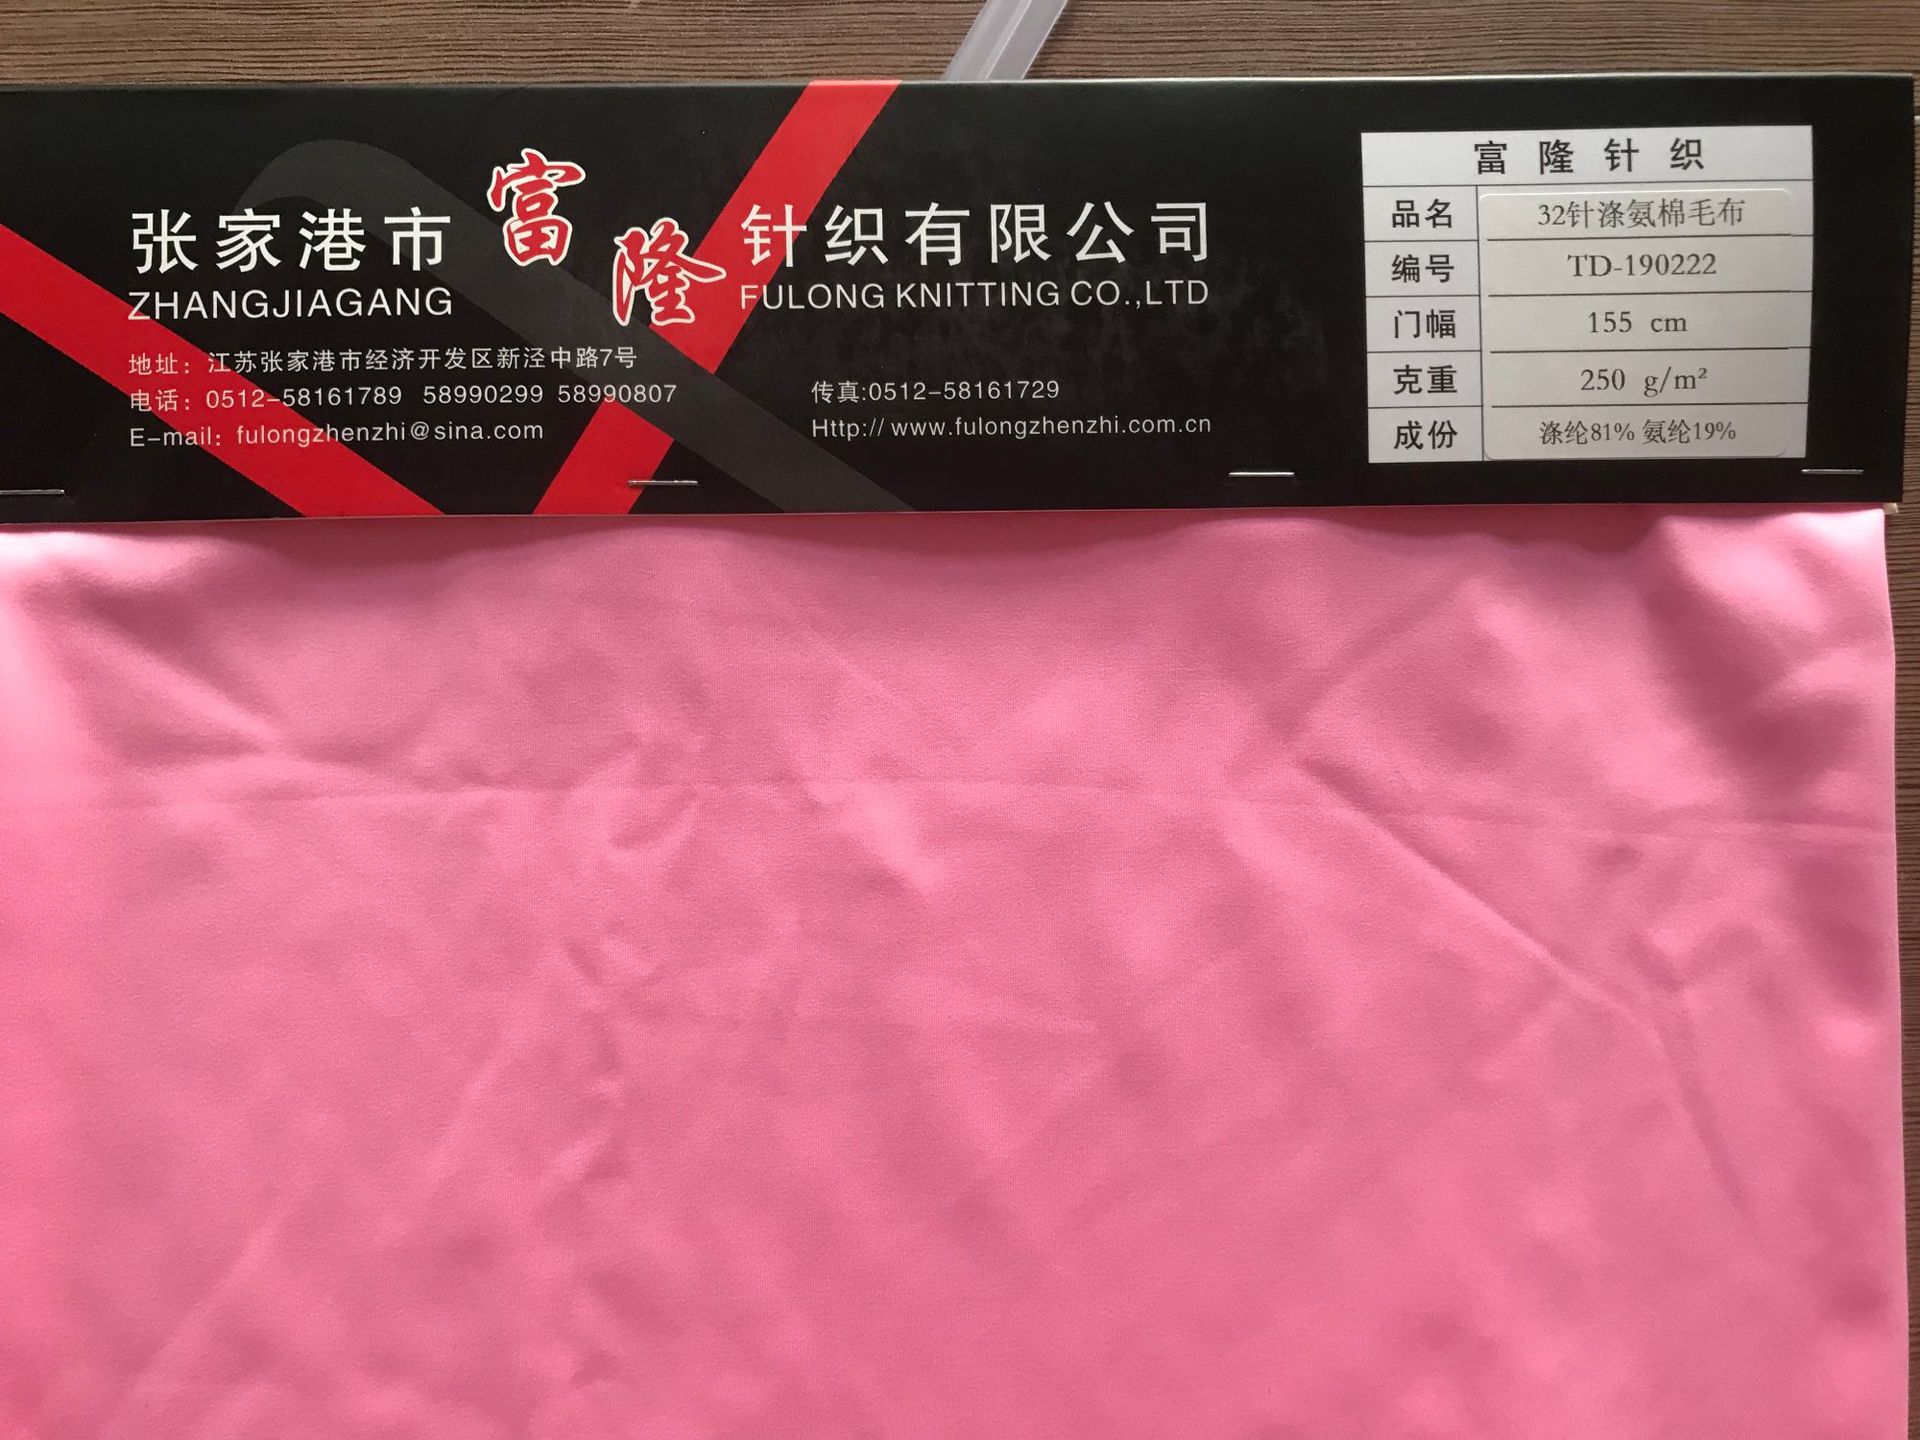 张家港市富隆针织有限公司
ZHANGJIAGANG FULONG KNITTING CO.,LTD
地址：江苏张家港市经济开发区新泾中路7号
电话：0512-58161789 58990299 58990807
传真:0512-58161729
E-mail：fulongzhenzhi@sina.com
Http://www.fulongzhenzhi.com.cn
富隆针织
品名 32针涤氨棉毛布
编号 TD-190222
门幅 155 cm
克重 250 g/m²
成份 涤纶81% 氨纶19%